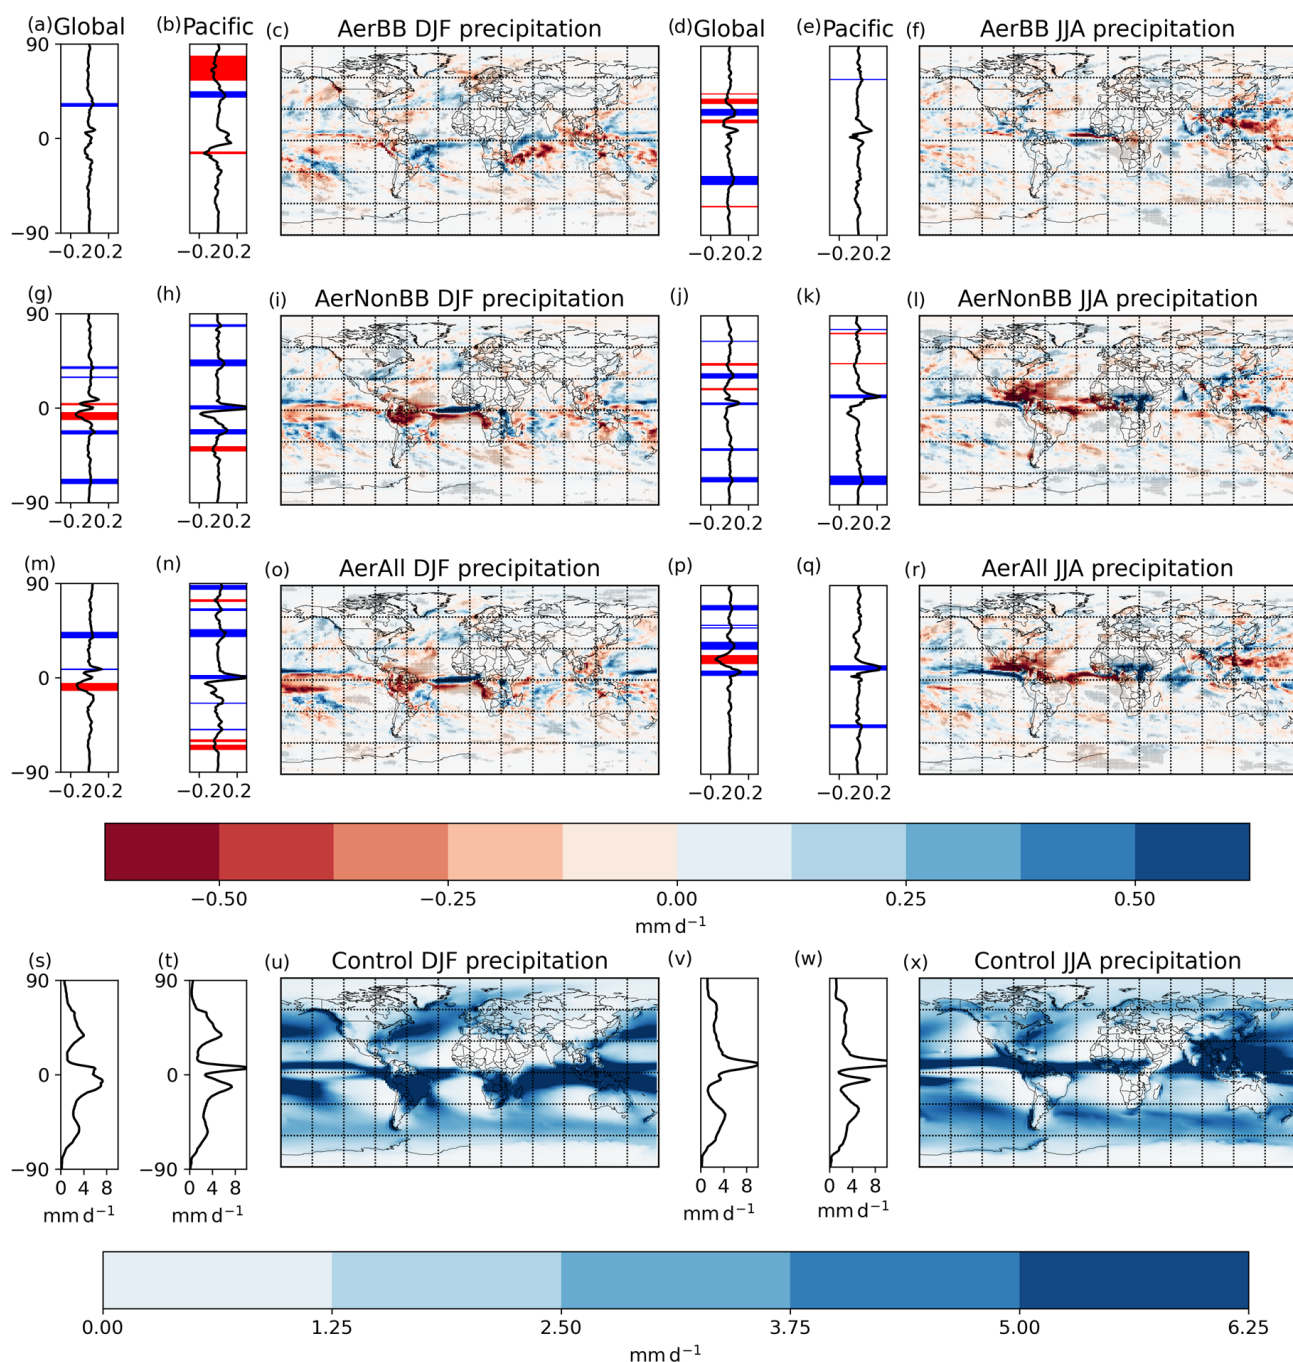 (a) Global (b) Pacific (c) AerBB DJF precipitation (d) Global (e) Pacific (f) AerBB JJA precipitation
90
0
−90
−0.20.2 −0.20.2 −0.20.2 −0.20.2
(g) (h) (i) AerNonBB DJF precipitation (j) (k) (l) AerNonBB JJA precipitation
90
0
−90
−0.20.2 −0.20.2 −0.20.2 −0.20.2
(m) (n) (o) AerAll DJF precipitation (p) (q) (r) AerAll JJA precipitation
90
0
−90
−0.20.2 −0.20.2 −0.20.2 −0.20.2
−0.50 −0.25 0.00 0.25 0.50
mm d⁻¹
(s) (t) (u) Control DJF precipitation (v) (w) (x) Control JJA precipitation
90 90
0 0
−90 −90
0 4 8 0 4 8 0 4 8 0 4 8
mm d⁻¹ mm d⁻¹ mm d⁻¹ mm d⁻¹
0.00 1.25 2.50 3.75 5.00 6.25
mm d⁻¹